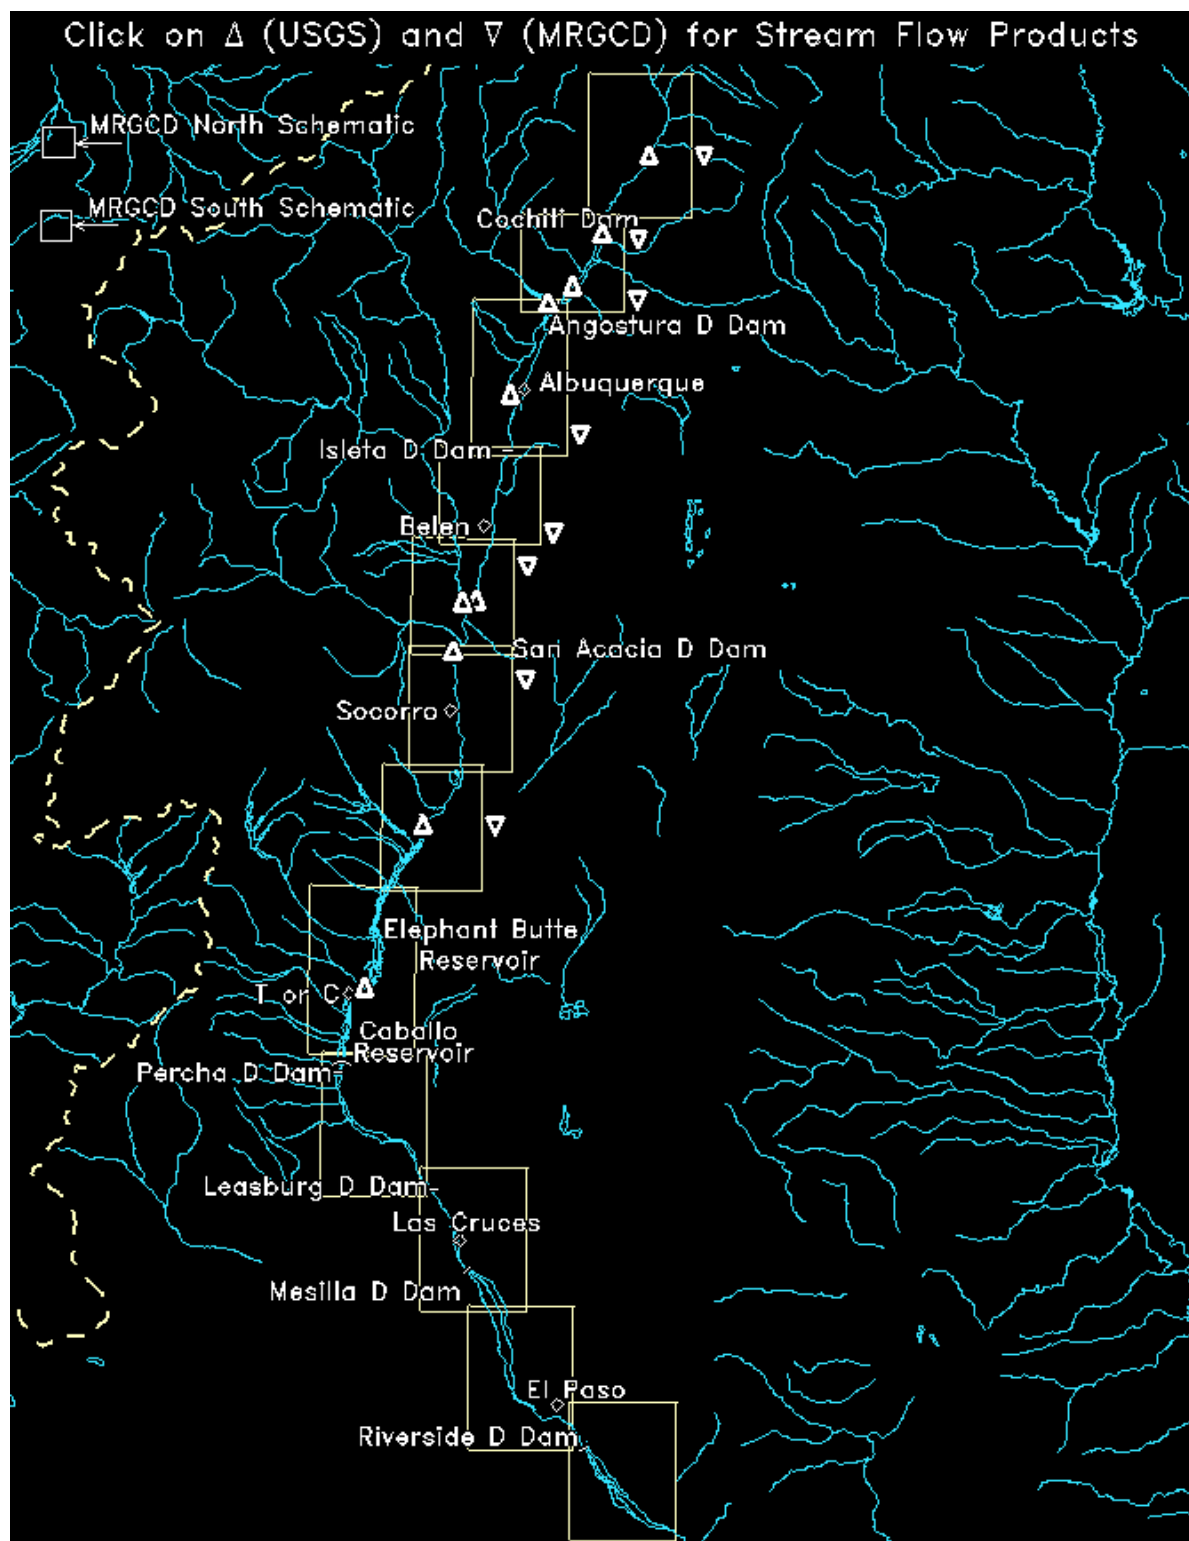 Click on Δ (USGS) and ∇ (MRGCD) for Stream Flow Products
MRGCD North Schematic
MRGCD South Schematic
Cochiti Dam
Angostura D Dam
Albuquerque
Isleta D Dam
Belen
San Acacia D Dam
Socorro
Elephant Butte
Reservoir
T or C
Caballo
Reservoir
Percha D Dam
Leasburg D Dam
Las Cruces
Mesilla D Dam
El Paso
Riverside D Dam